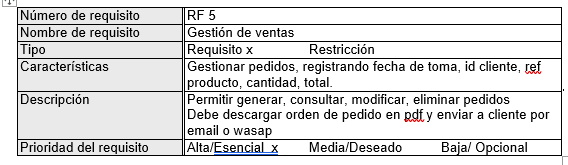 Número de requisito RF 5
Nombre de requisito Gestión de ventas
Tipo Requisito x Restricción
Características Gestionar pedidos, registrando fecha de toma, id cliente, ref
producto, cantidad, total.
Descripción Permitir generar, consultar, modificar, eliminar pedidos
Debe descargar orden de pedido en pdf y enviar a cliente por
email o wasap
Prioridad del requisito Alta/Esencial x Media/Deseado Baja/ Opcional